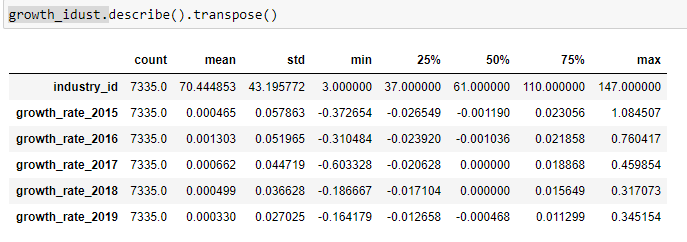 growth_idust.describe().transpose()
count mean std min 25% 50% 75% max
industry_id 7335.0 70.444853 43.195772 3.000000 37.000000 61.000000 110.000000 147.000000
growth_rate_2015 7335.0 0.000465 0.057863 -0.372654 -0.026549 -0.001190 0.023056 1.084507
growth_rate_2016 7335.0 0.001303 0.051965 -0.310484 -0.023920 -0.001036 0.021858 0.760417
growth_rate_2017 7335.0 0.000662 0.044719 -0.603328 -0.020628 0.000000 0.018868 0.459854
growth_rate_2018 7335.0 0.000499 0.036628 -0.186667 -0.017104 0.000000 0.015649 0.317073
growth_rate_2019 7335.0 0.000330 0.027025 -0.164179 -0.012658 -0.000468 0.011299 0.345154